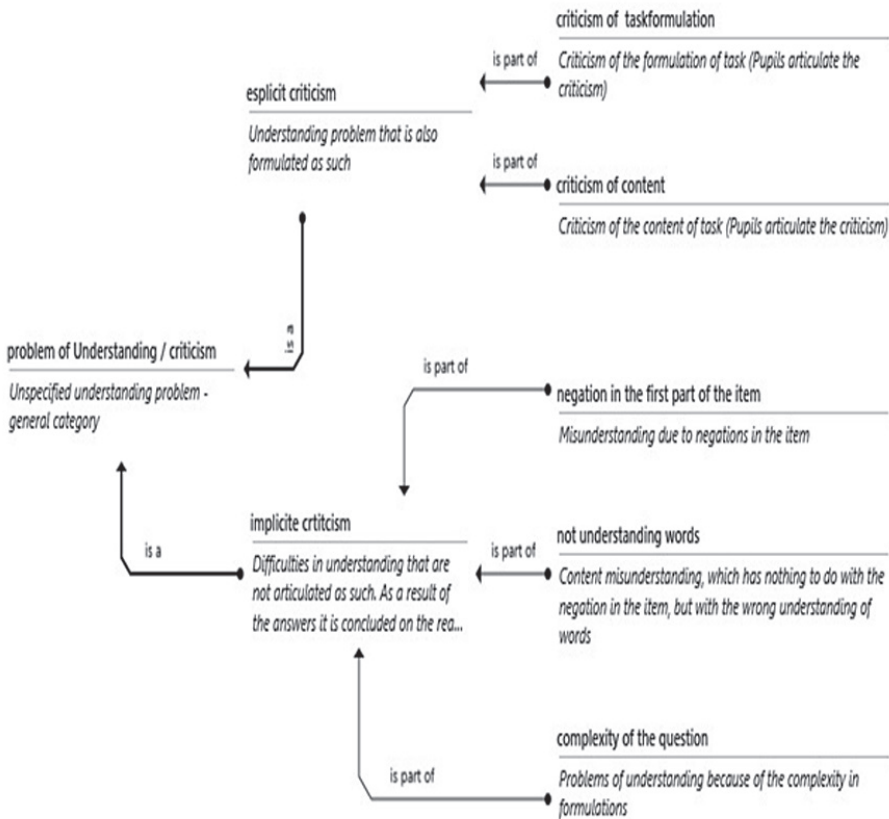 criticism of taskformulation
Criticism of the formulation of task (Pupils articulate the
criticism)
is part of
esplicit criticism
Understanding problem that is also
formulated as such
is part of
criticism of content
Criticism of the content of task (Pupils articulate the criticism)
is a
problem of Understanding / criticism
Unspecified understanding problem -
general category
is part of
negation in the first part of the item
Misunderstanding due to negations in the item
is a
implicite crtitcism
Difficulties in understanding that are
not articulated as such. As a result of
the answers it is concluded on the rea...
is part of
not understanding words
Content misunderstanding, which has nothing to do with the
negation in the item, but with the wrong understanding of
words
is part of
complexity of the question
Problems of understanding because of the complexity in
formulations